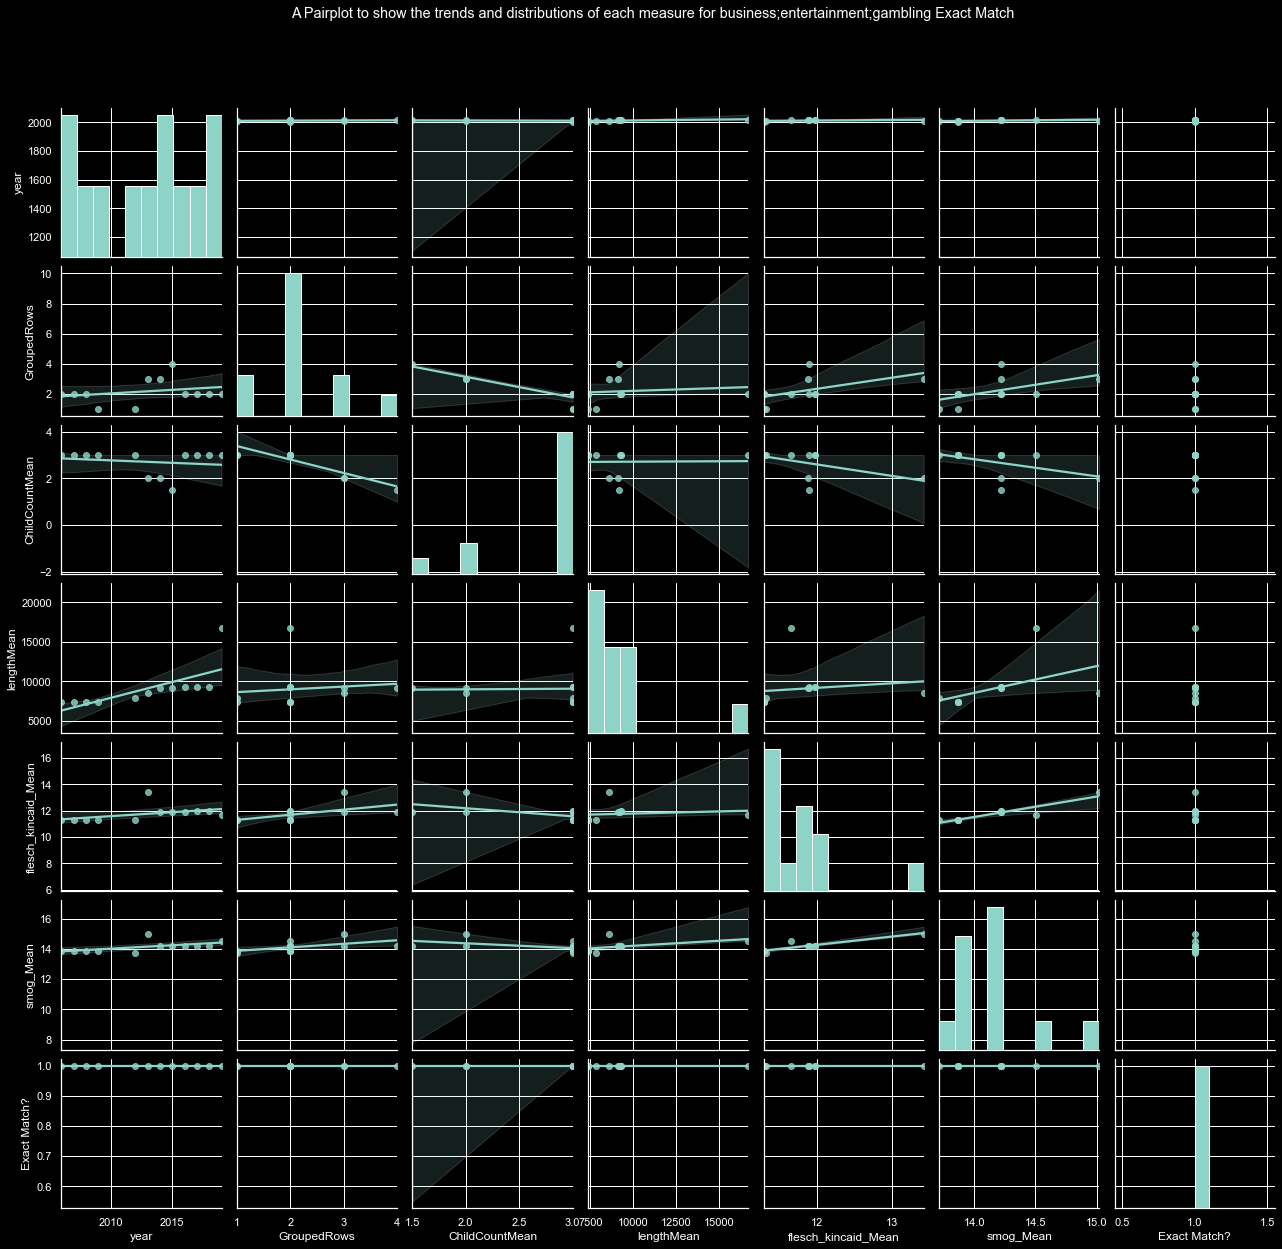 A Pairplot to show the trends and distributions of each measure for business;entertainment;gambling Exact Match
2000
1800
1600
1400
1200
year
10
8
6
4
2
GroupedRows
4
2
0
−2
ChildCountMean
20000
15000
10000
5000
lengthMean
16
14
12
10
8
6
flesch_kincaid_Mean
16
14
12
10
8
smog_Mean
1.0
0.9
0.8
0.7
0.6
Exact Match?
2010 2015
1 2 3 4
1.5 2.0 2.5 3.0
7500 10000 12500 15000
12 13
14.0 14.5 15.0
0.5 1.0 1.5
year GroupedRows ChildCountMean lengthMean flesch_kincaid_Mean smog_Mean Exact Match?